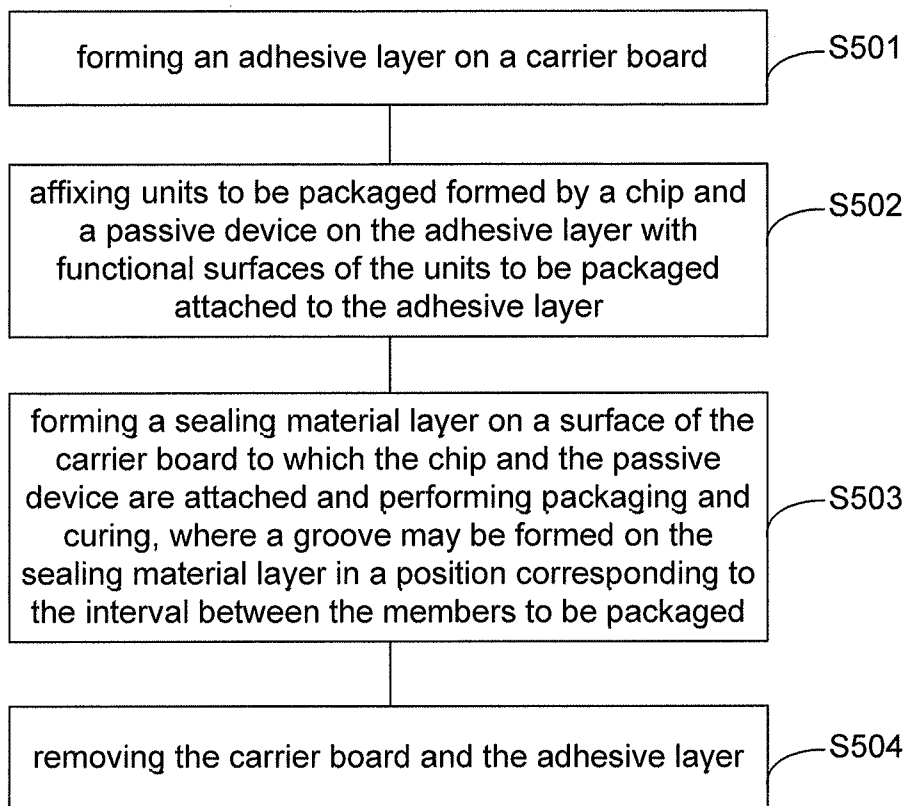 forming an adhesive layer on a carrier board
S501
affixing units to be packaged formed by a chip and
a passive device on the adhesive layer with
functional surfaces of the units to be packaged
attached to the adhesive layer
S502
forming a sealing material layer on a surface of the
carrier board to which the chip and the passive
device are attached and performing packaging and
curing, where a groove may be formed on the
sealing material layer in a position corresponding to
the interval between the members to be packaged
S503
removing the carrier board and the adhesive layer
S504